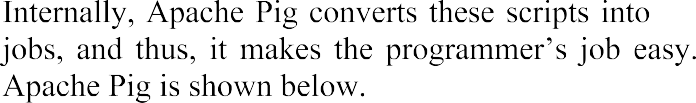 Internally, Apache Pig converts these scripts into
jobs, and thus, it makes the programmer's job easy.
Apache Pig is shown below.